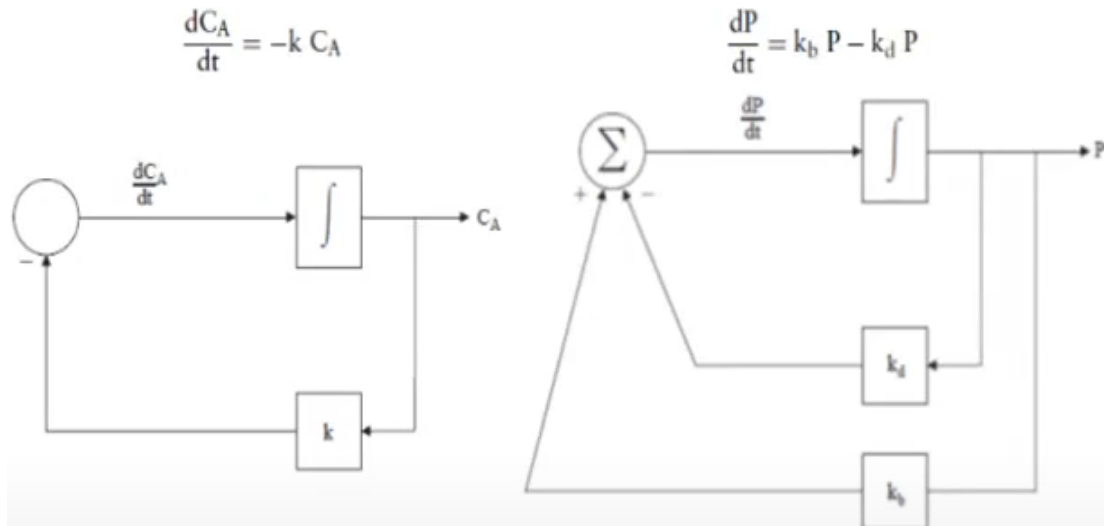 dC_A/dt = -k C_A
dP/dt = k_b P - k_d P
dC_A/dt
∫
C_A
−
k
Σ
dP/dt
∫
P
+
−
k_d
k_b